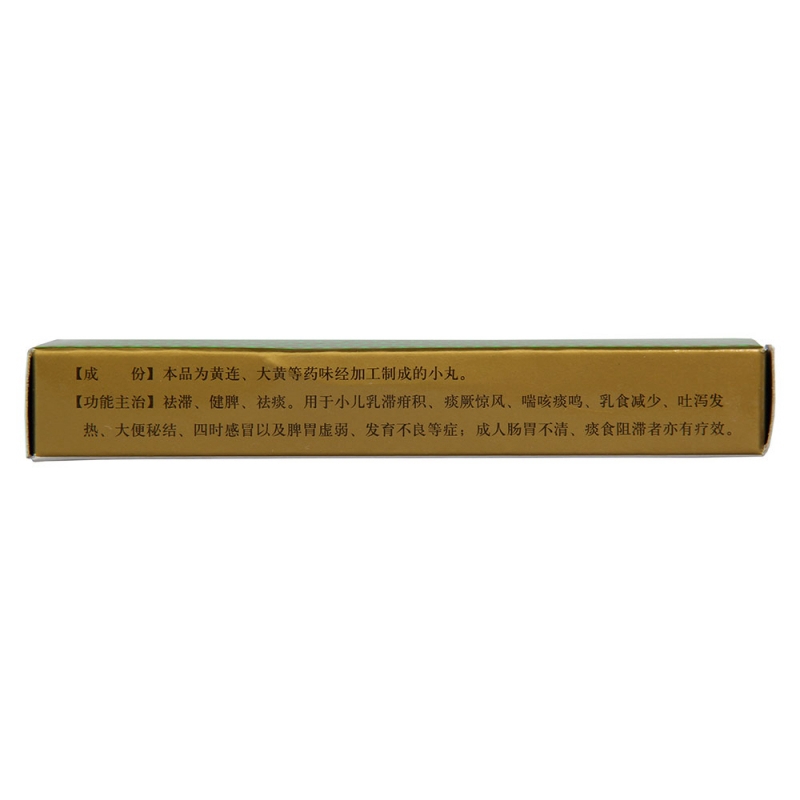 【成　　份】本品为黄连、大黄等药味经加工制成的小丸。
【功能主治】祛滞、健脾、祛痰。用于小儿乳滞疳积、痰厥惊风、喘咳痰鸣、乳食减少、吐泻发
热、大便秘结、四时感冒以及脾胃虚弱、发育不良等症；成人肠胃不清、痰食阻滞者亦有疗效。